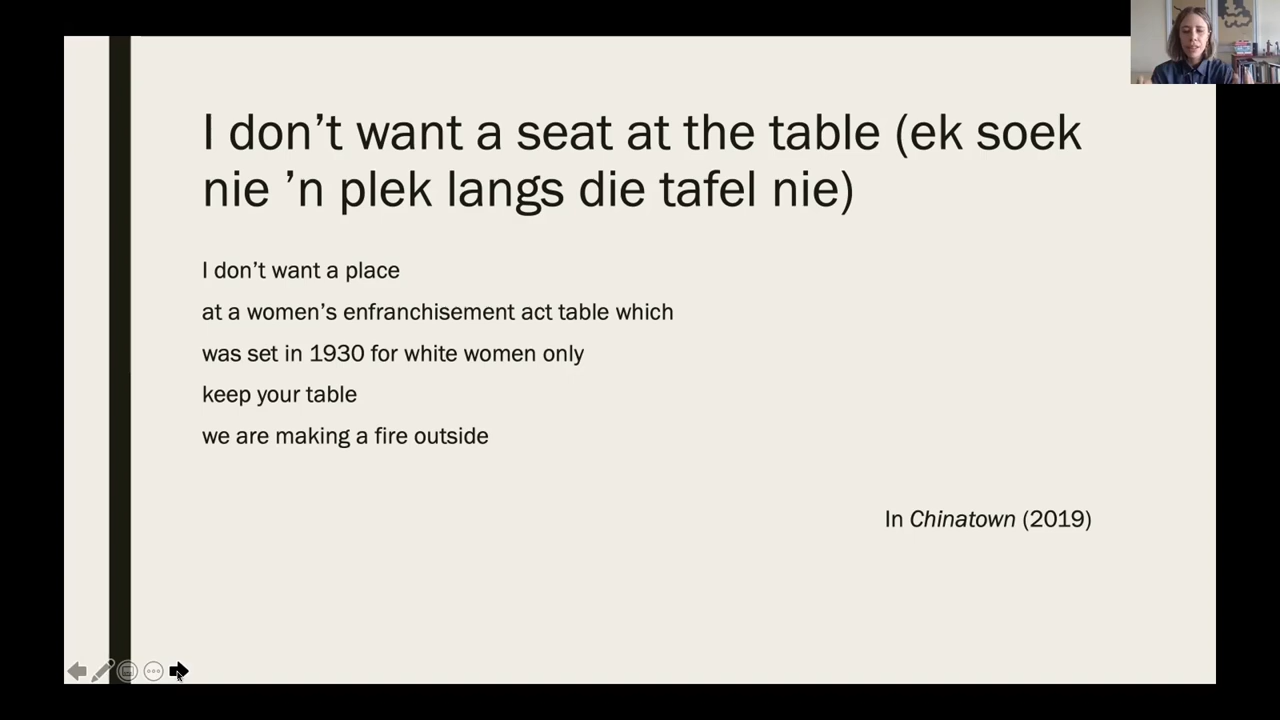 I don’t want a seat at the table (ek soek
nie ’n plek langs die tafel nie)
I don’t want a place
at a women’s enfranchisement act table which
was set in 1930 for white women only
keep your table
we are making a fire outside
In Chinatown (2019)